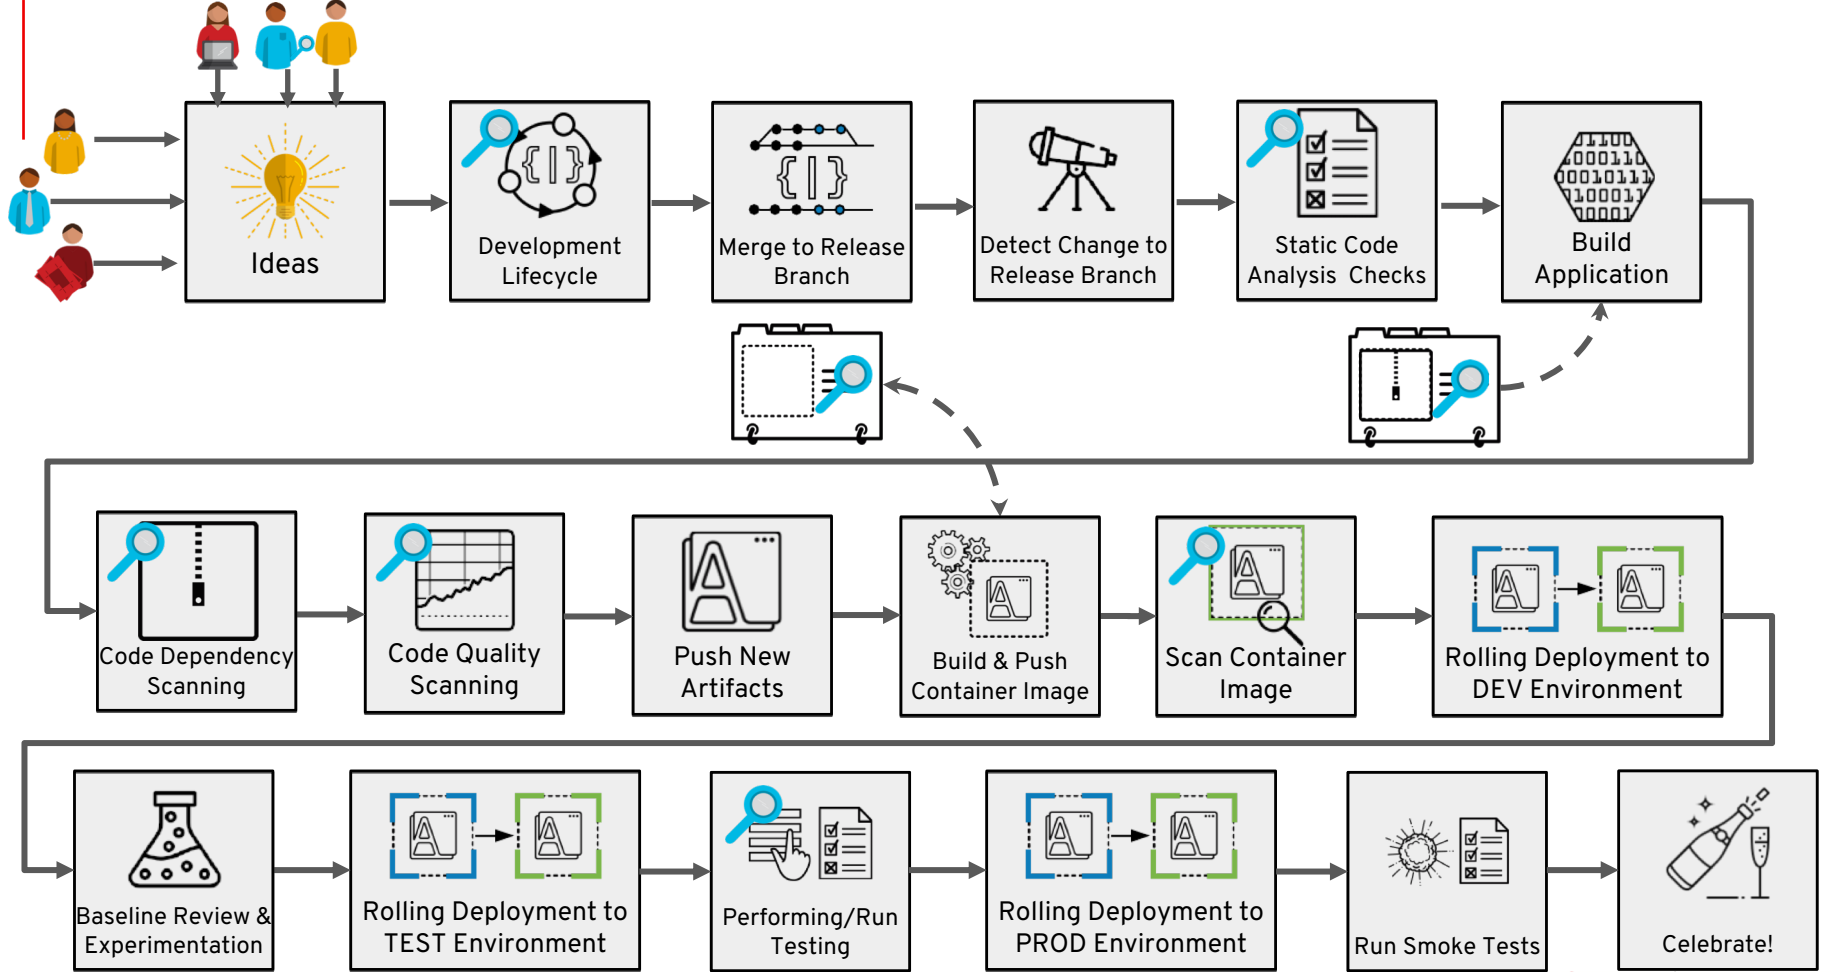 Ideas
Development
Lifecycle
Merge to Release
Branch
Detect Change to
Release Branch
Static Code
Analysis Checks
Build
Application
Code Dependency
Scanning
Code Quality
Scanning
Push New
Artifacts
Build & Push
Container Image
Scan Container
Image
Rolling Deployment to
DEV Environment
Baseline Review &
Experimentation
Rolling Deployment to
TEST Environment
Performing/Run
Testing
Rolling Deployment to
PROD Environment
Run Smoke Tests
Celebrate!